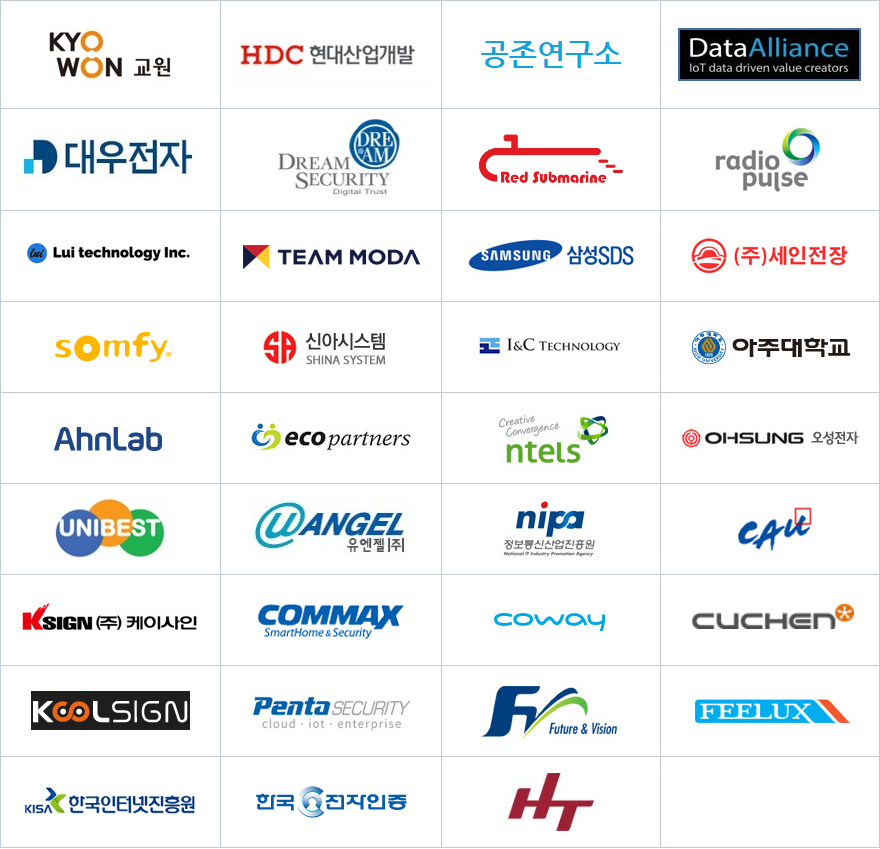 KYO
WON 교원
HDC 현대산업개발
공존연구소
DataAlliance
IoT data driven value creators
대우전자
DREAM
DREAM
SECURITY
Digital Trust
Red Submarine
radio
pulse
lui Lui technology Inc.
TEAM MODA
SAMSUNG 삼성SDS
(주)세인전장
somfy®
SA 신아시스템
SHINA SYSTEM
I&C TECHNOLOGY
아주대학교
AhnLab
eco partners
Creative
Convergence
ntels
OHSUNG 오성전자
UNIBEST
UANGEL
유엔젤|주|
nipa
정보통신산업진흥원
National IT Industry Promotion Agency
CAU
KSIGN (주) 케이사인
COMMAX
SmartHome & Security
coway
CUCHEN
KOOLSIGN
Penta SECURITY
cloud · iot · enterprise
FV
Future & Vision
FEELUX
KISA 한국인터넷진흥원
한국전자인증
HT